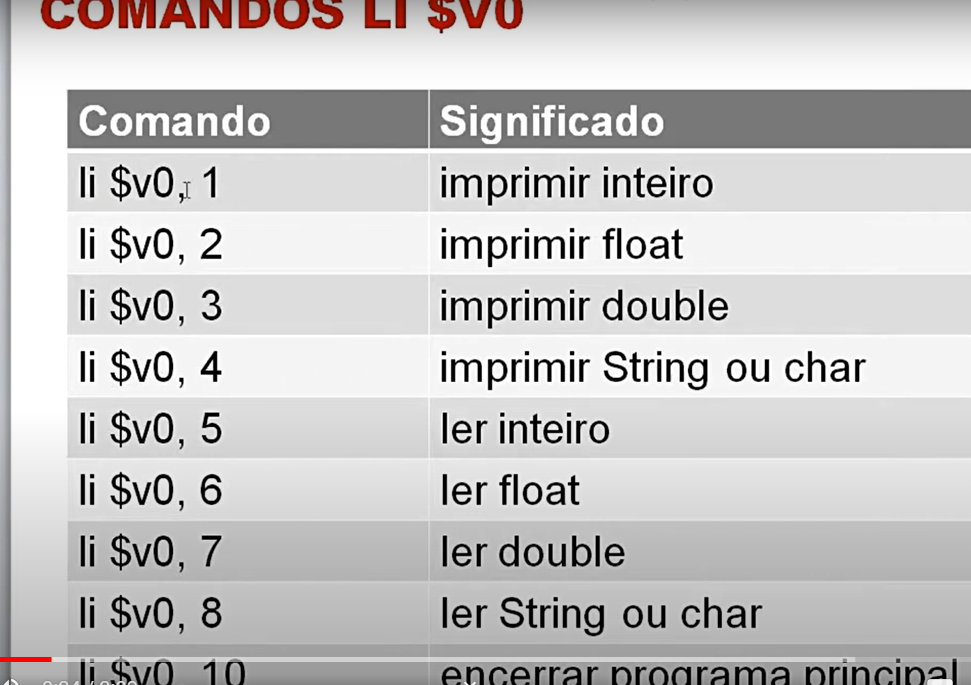 COMANDOS LI $V0
Comando Significado
li $v0, 1 imprimir inteiro
li $v0, 2 imprimir float
li $v0, 3 imprimir double
li $v0, 4 imprimir String ou char
li $v0, 5 ler inteiro
li $v0, 6 ler float
li $v0, 7 ler double
li $v0, 8 ler String ou char
li $v0, 10 encerrar programa principal